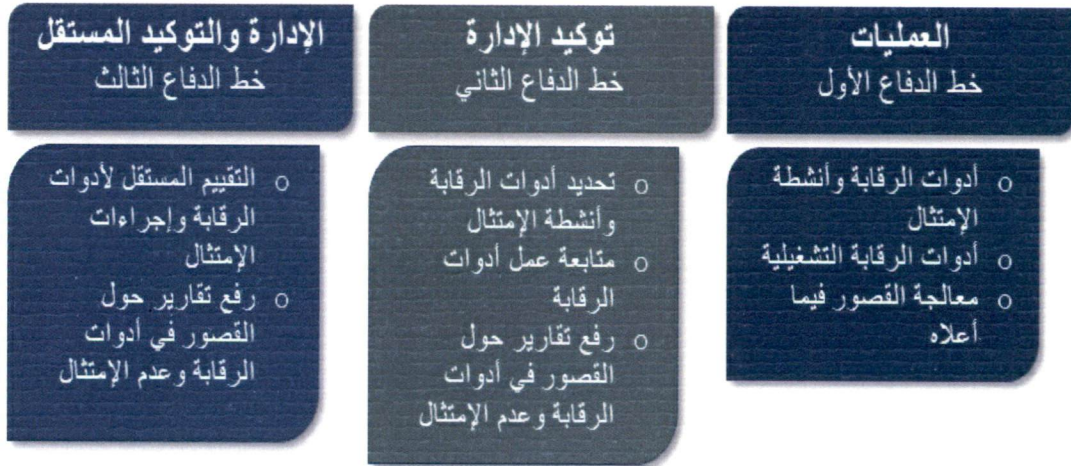 العمليات
خط الدفاع الأول
o أدوات الرقابة وأنشطة
الإمتثال
o أدوات الرقابة التشغيلية
o معالجة القصور فيما
أعلاه
توكيد الإدارة
خط الدفاع الثاني
o تحديد أدوات الرقابة
وأنشطة الإمتثال
o متابعة عمل أدوات
الرقابة
o رفع تقارير حول
القصور في أدوات
الرقابة وعدم الإمتثال
الإدارة والتوكيد المستقل
خط الدفاع الثالث
o التقييم المستقل لأدوات
الرقابة وإجراءات
الإمتثال
o رفع تقارير حول
القصور في أدوات
الرقابة وعدم الإمتثال